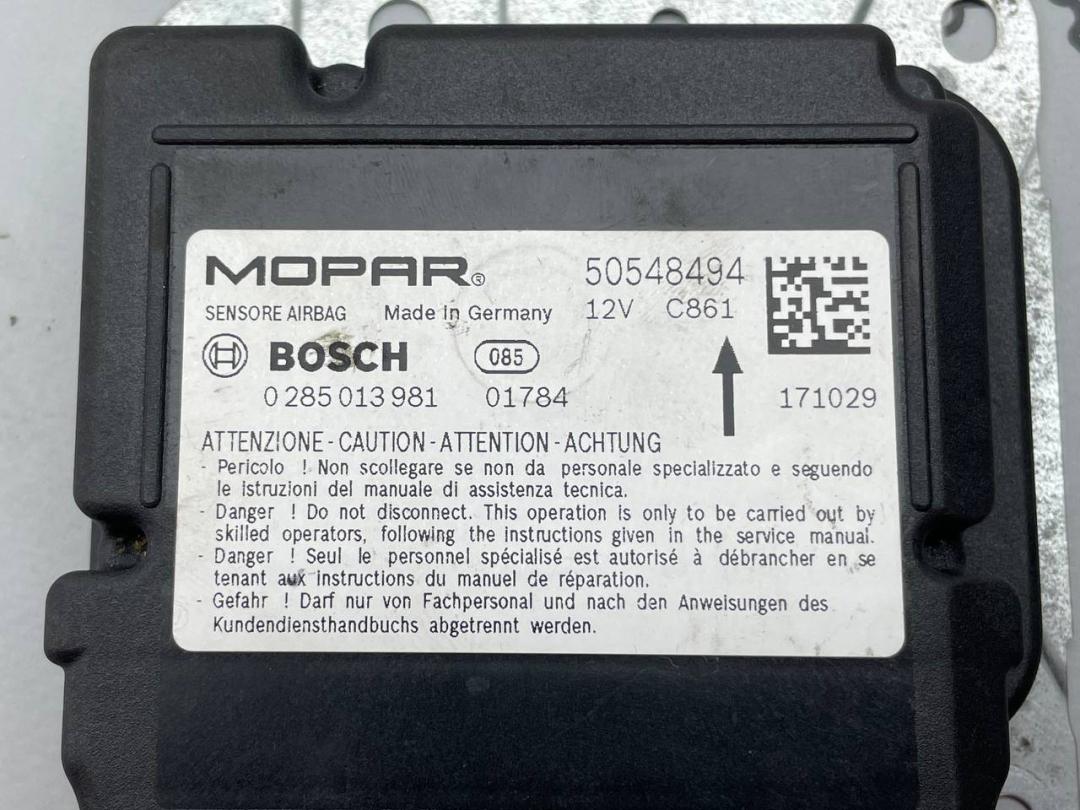 MOPAR® 50548494
SENSORE AIRBAG Made In Germany 12V C861
BOSCH 085
0 285 013 981 01784 171029
ATTENZIONE - CAUTION - ATTENTION - ACHTUNG
- Pericolo ! Non scollegare se non da personale specializzato e seguendo
le istruzioni del manuale di assistenza tecnica.
- Danger ! Do not disconnect. This operation is only to be carried out by
skilled operators, following the instructions given in the service manual.
- Danger ! Seul le personnel spécialisé est autorisé à débrancher en se
tenant aux instructions du manuel de réparation.
- Gefahr ! Darf nur von Fachpersonal und nach den Anweisungen des
Kundendiensthandbuchs abgetrennt werden.